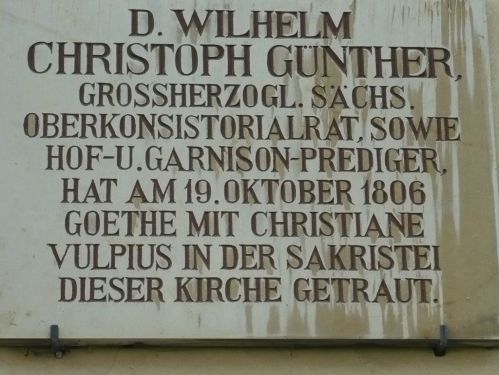 D. WILHELM
CHRISTOPH GÜNTHER,
GROSSHERZOGL. SÄCHS.
OBERKONSISTORIALRAT, SOWIE
HOF-U. GARNISON-PREDIGER,
HAT AM 19. OKTOBER 1806
GOETHE MIT CHRISTIANE
VULPIUS IN DER SAKRISTEI
DIESER KIRCHE GETRAUT.